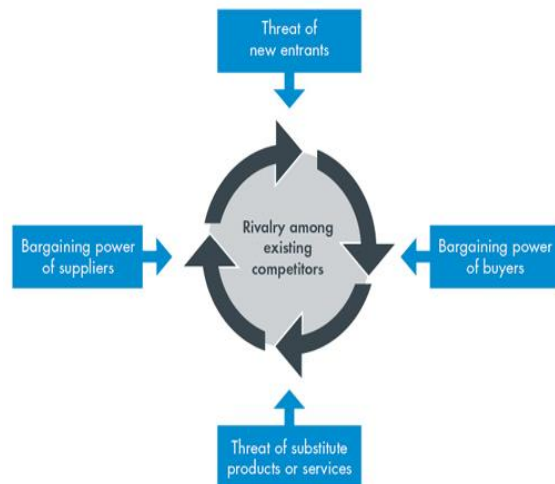 Threat of
new entrants
Bargaining power
of suppliers
Rivalry among
existing
competitors
Bargaining power
of buyers
Threat of substitute
products or services